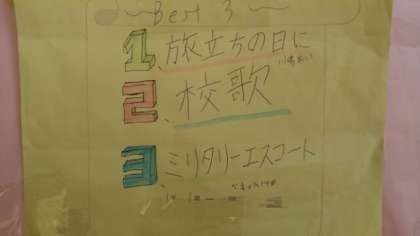 ~Best 3~
1、旅立ちの日に
2、校歌
3、ミリタリーエスコート